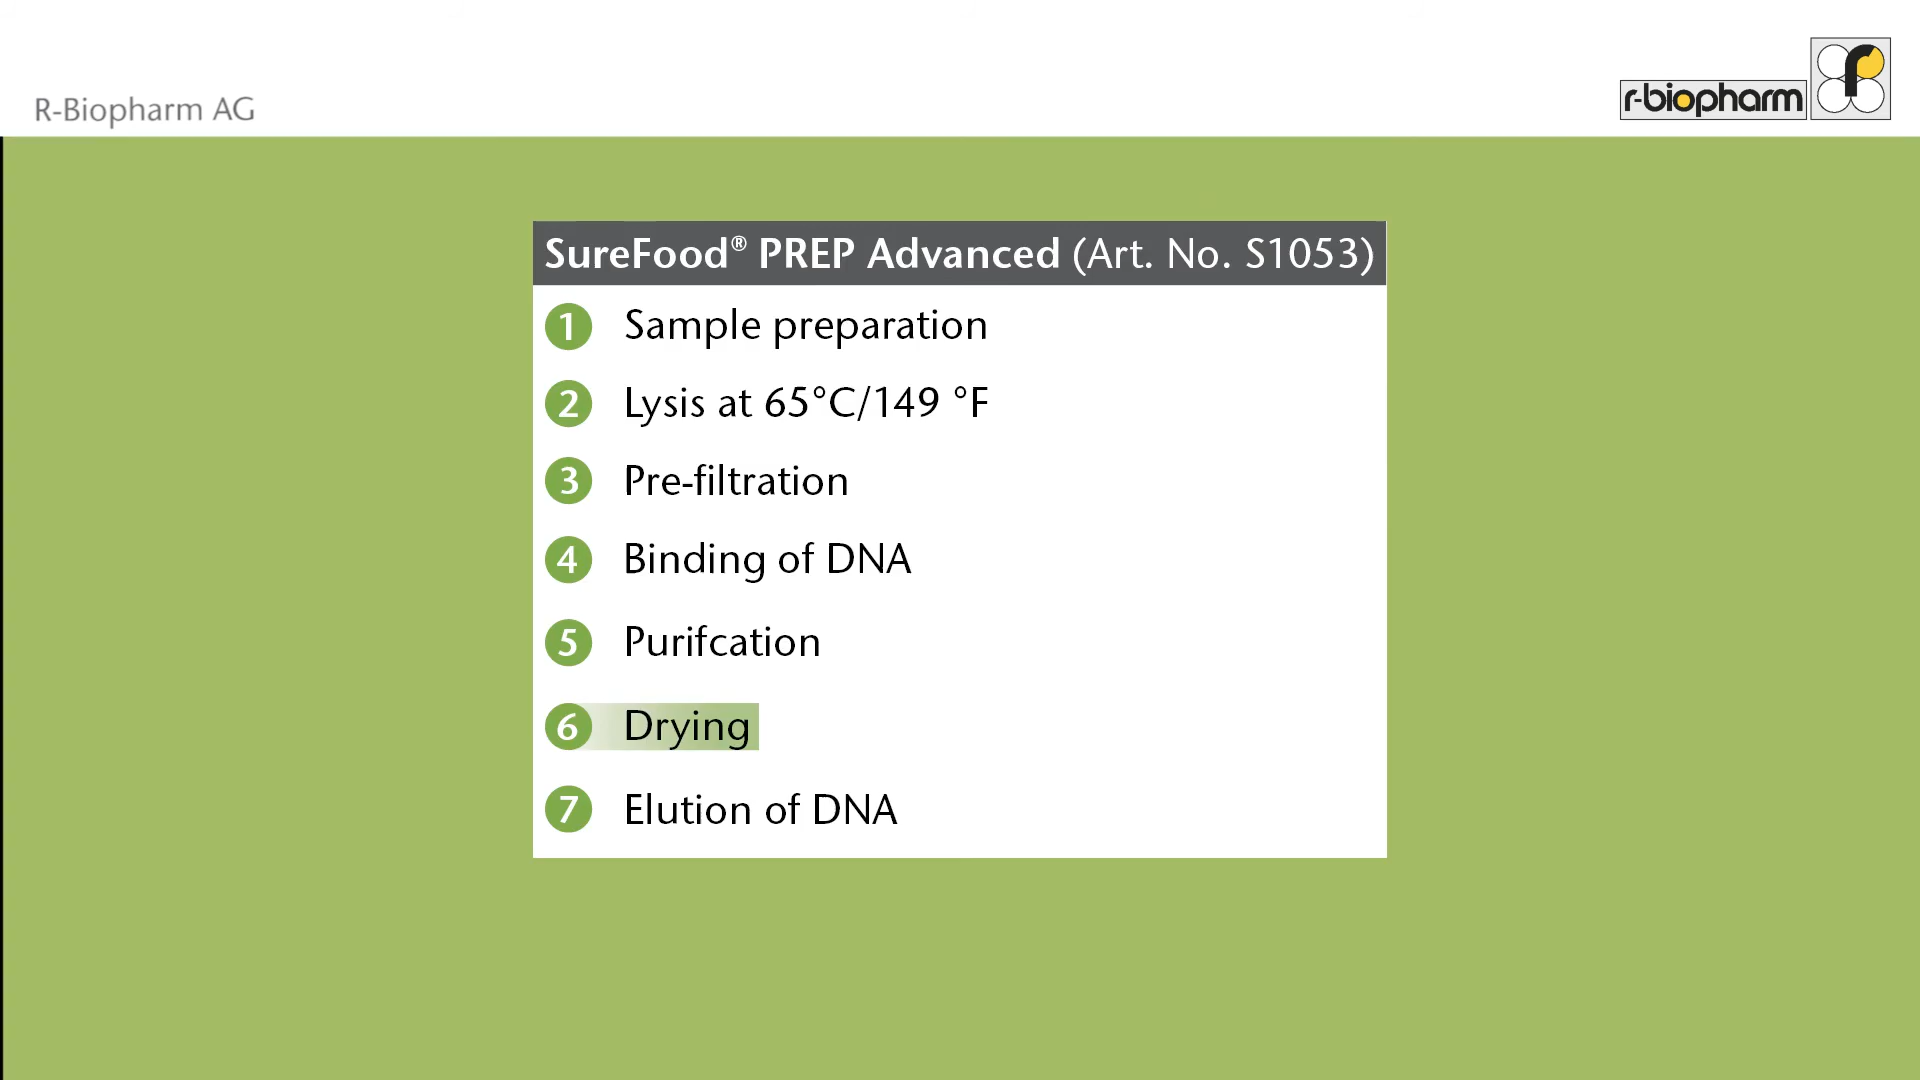 R-Biopharm AG
r-biopharm
r
SureFood® PREP Advanced (Art. No. S1053)
1 Sample preparation
2 Lysis at 65°C/149 °F
3 Pre-filtration
4 Binding of DNA
5 Purifcation
6 Drying
7 Elution of DNA